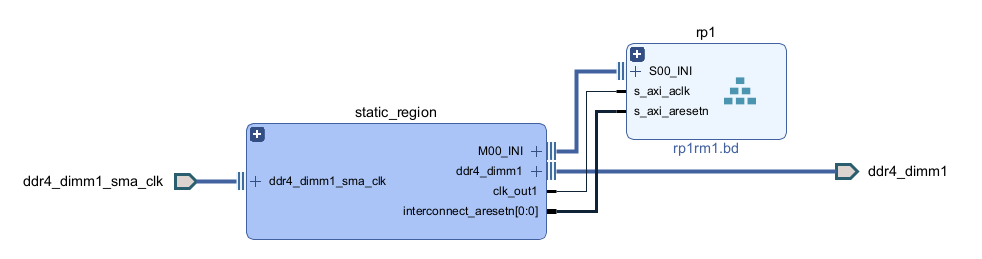 rp1
S00_INI
s_axi_aclk
s_axi_aresetn
rp1rm1.bd
static_region
M00_INI
ddr4_dimm1
clk_out1
interconnect_aresetn[0:0]
ddr4_dimm1_sma_clk
ddr4_dimm1_sma_clk
ddr4_dimm1